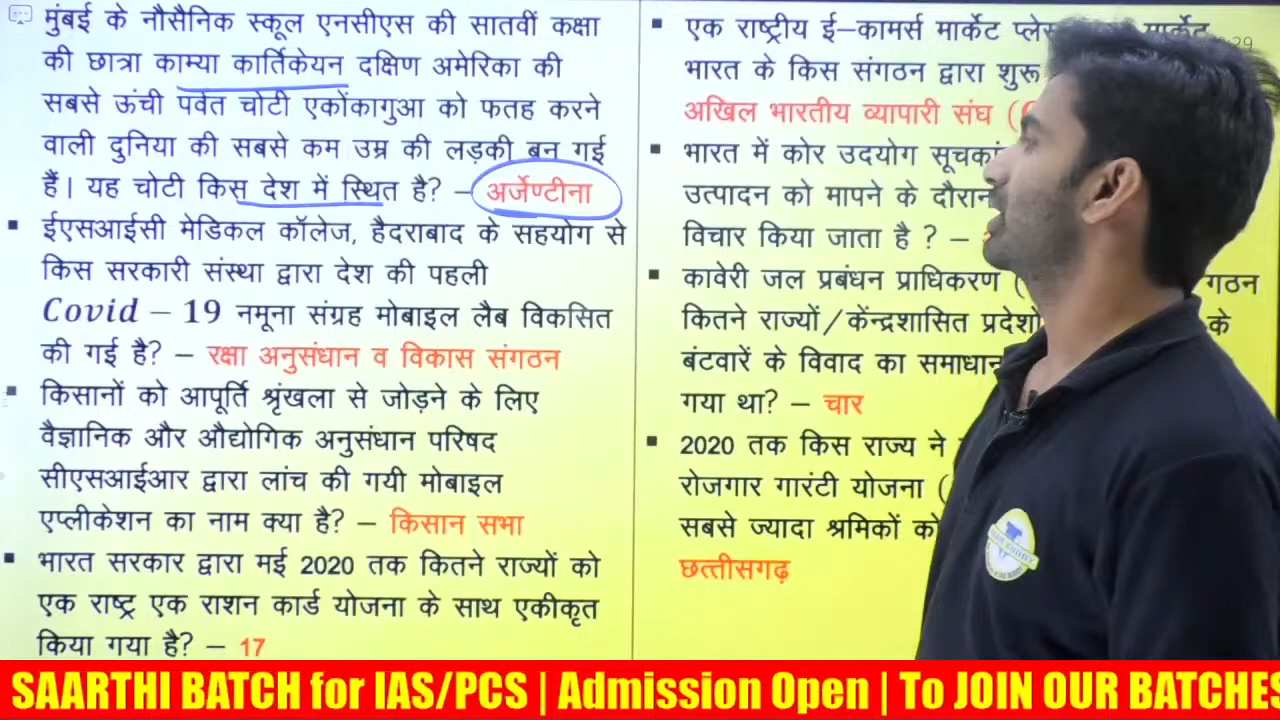 मुंबई के नौसैनिक स्कूल एनसीएस की सातवीं कक्षा
की छात्रा काम्या कार्तिकेयन दक्षिण अमेरिका की
सबसे ऊंची पर्वत चोटी एकोंकागुआ को फतह करने
वाली दुनिया की सबसे कम उम्र की लड़की बन गई
हैं। यह चोटी किस देश में स्थित है? – अर्जेण्टीना
▪ ईएसआईसी मेडिकल कॉलेज, हैदराबाद के सहयोग से
किस सरकारी संस्था द्वारा देश की पहली
Covid – 19 नमूना संग्रह मोबाइल लैब विकसित
की गई है? – रक्षा अनुसंधान व विकास संगठन
▪ किसानों को आपूर्ति श्रृंखला से जोड़ने के लिए
वैज्ञानिक और औद्योगिक अनुसंधान परिषद
सीएसआईआर द्वारा लांच की गयी मोबाइल
एप्लीकेशन का नाम क्या है? – किसान सभा
▪ भारत सरकार द्वारा मई 2020 तक कितने राज्यों को
एक राष्ट्र एक राशन कार्ड योजना के साथ एकीकृत
किया गया है? – 17
▪ एक राष्ट्रीय ई–कामर्स मार्केट प्लेस मार्केट
भारत के किस संगठन द्वारा शुरू
अखिल भारतीय व्यापारी संघ (
▪ भारत में कोर उदयोग सूचकां
उत्पादन को मापने के दौरान
विचार किया जाता है ? –
▪ कावेरी जल प्रबंधन प्राधिकरण ( गठन
कितने राज्यों/केंन्द्रशासित प्रदेशों के
बंटवारें के विवाद का समाधान
गया था? – चार
▪ 2020 तक किस राज्य ने
रोजगार गारंटी योजना (
सबसे ज्यादा श्रमिकों को
छत्तीसगढ़
SAARTHI BATCH for IAS/PCS | Admission Open | To JOIN OUR BATCHES